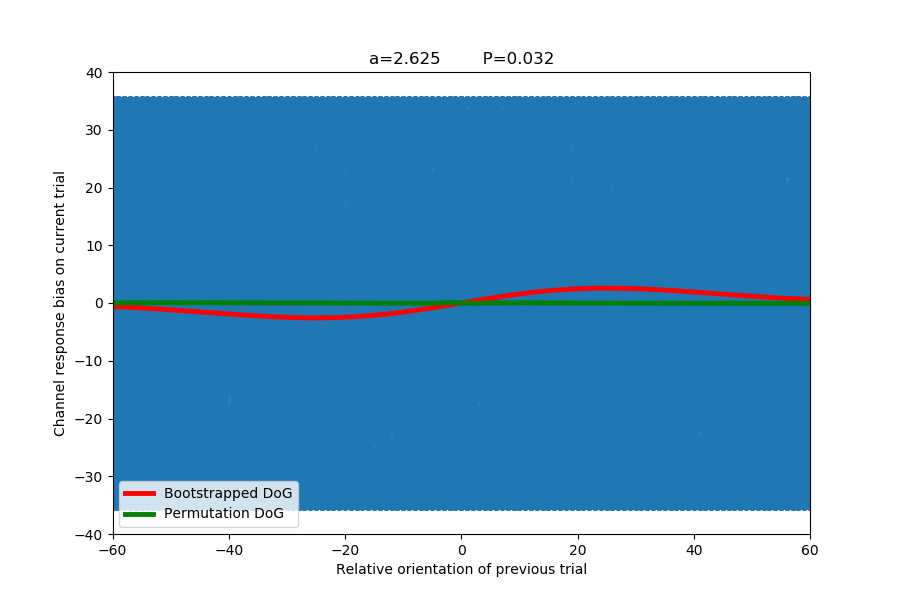 a=2.625 P=0.032
Channel response bias on current trial
40
30
20
10
0
−10
−20
−30
−40
Bootstrapped DoG
Permutation DoG
−60 −40 −20 0 20 40 60
Relative orientation of previous trial